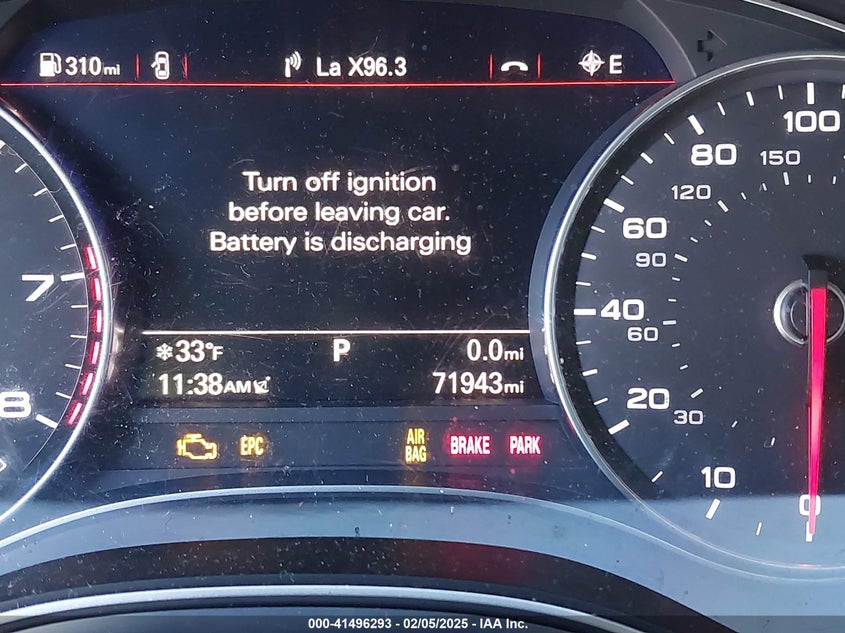 310mi
La X96.3
E
Turn off ignition
before leaving car.
Battery is discharging
33°F
P
0.0mi
11:38AM
71943mi
EPC
AIR
BAG
BRAKE
PARK
7
8
100
80
60
40
20
10
0
150
120
90
60
30
000-41496293 - 02/05/2025 - IAA Inc.